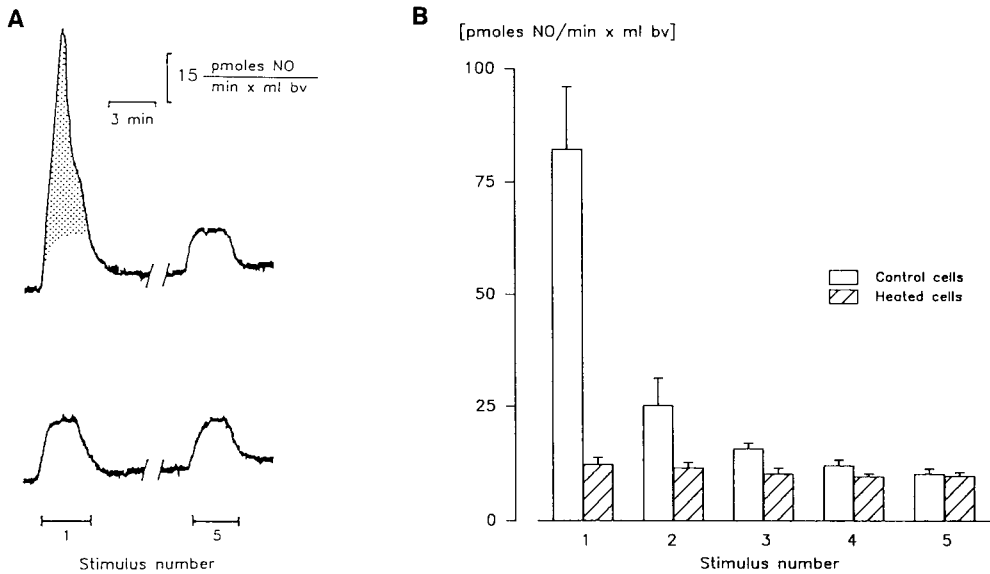 A
15 pmoles NO
min x ml bv
3 min
1
5
Stimulus number
B
[pmoles NO/min x ml bv]
100
75
50
25
0
Control cells
Heated cells
1 2 3 4 5
Stimulus number